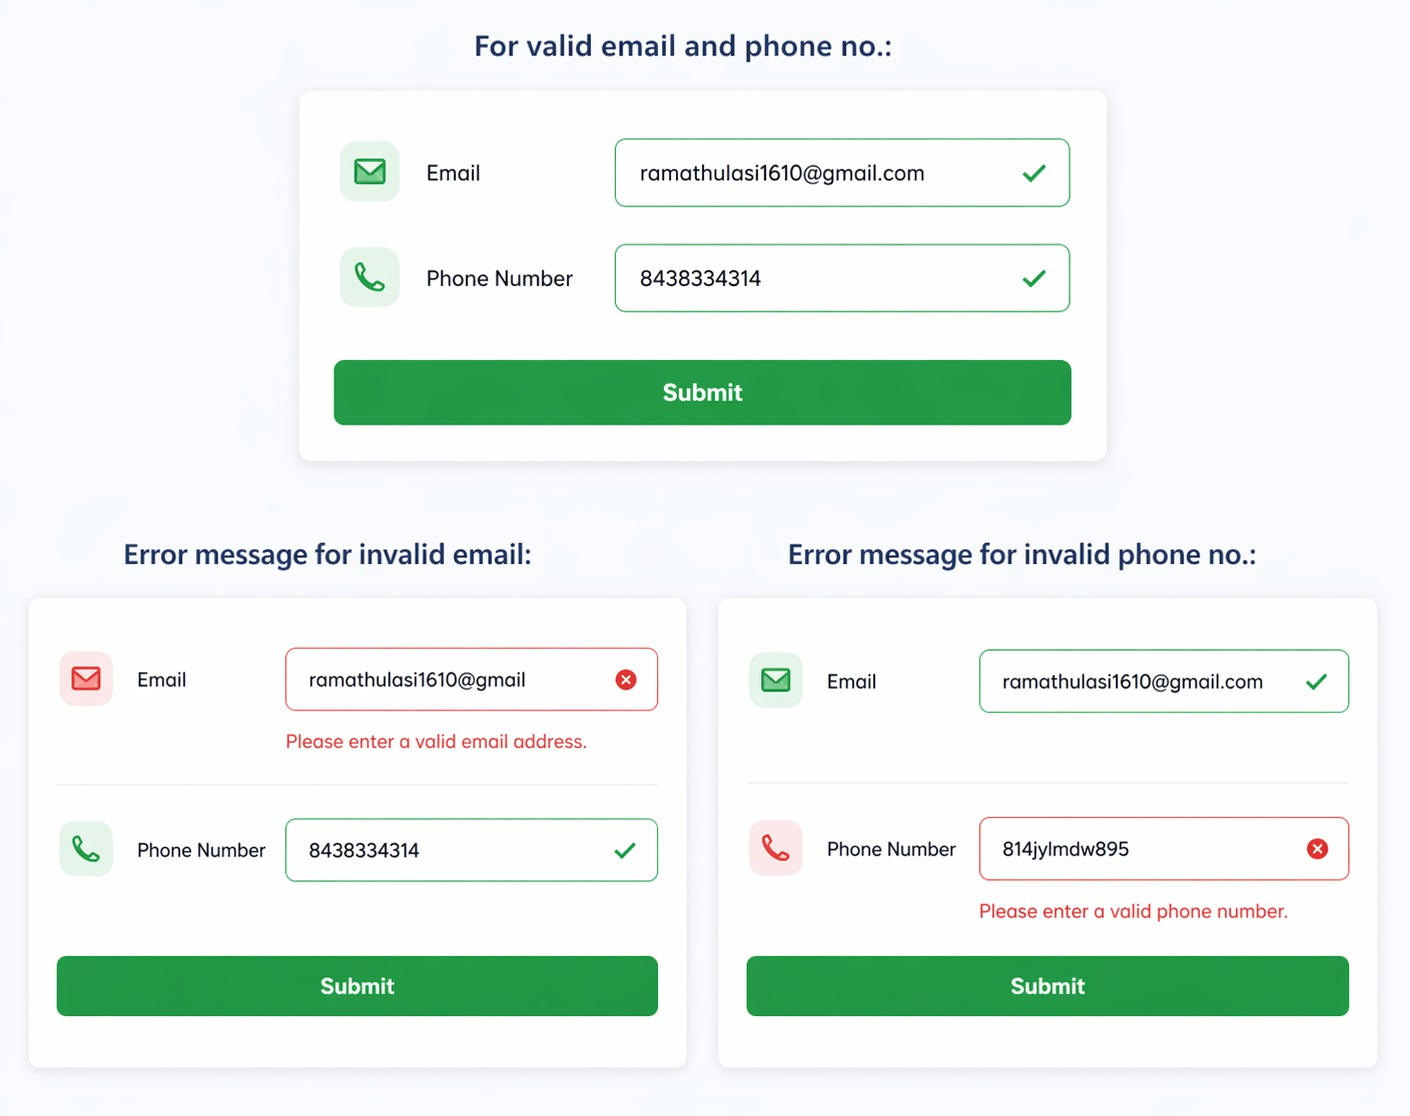 For valid email and phone no.:
Email
ramathulasi1610@gmail.com
Phone Number
8438334314
Submit
Error message for invalid email:
Email
ramathulasi1610@gmail
Please enter a valid email address.
Phone Number
8438334314
Submit
Error message for invalid phone no.:
Email
ramathulasi1610@gmail.com
Phone Number
814jylmdw895
Please enter a valid phone number.
Submit